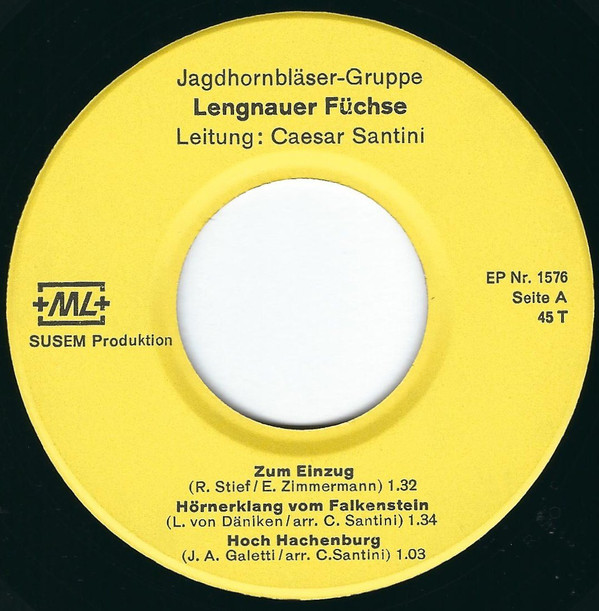 Jagdhornbläser-Gruppe
Lengnauer Füchse
Leitung: Caesar Santini
+ML+
SUSEM Produktion
EP Nr. 1576
Seite A
45 T
Zum Einzug
(R. Stief/E. Zimmermann) 1.32
Hörnerklang vom Falkenstein
(L. von Däniken/arr. C. Santini) 1.34
Hoch Hachenburg
(J. A. Galetti/arr. C.Santini) 1.03